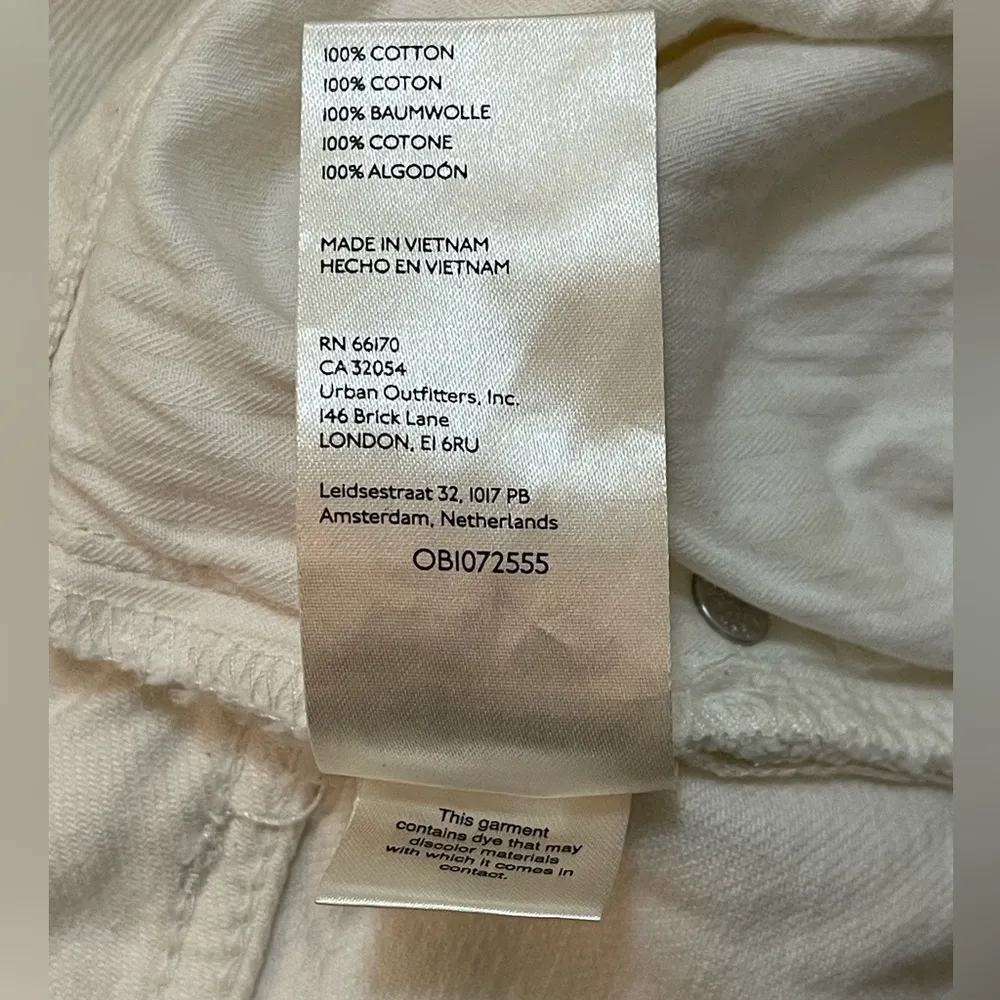 100% COTTON
100% COTON
100% BAUMWOLLE
100% COTONE
100% ALGODÓN
MADE IN VIETNAM
HECHO EN VIETNAM
RN 66170
CA 32054
Urban Outfitters, Inc.
146 Brick Lane
LONDON, E1 6RU
Leidsestraat 32, 1017 PB
Amsterdam, Netherlands
OB1072555
This garment
contains dye that may
discolor materials
with which it comes in
contact.